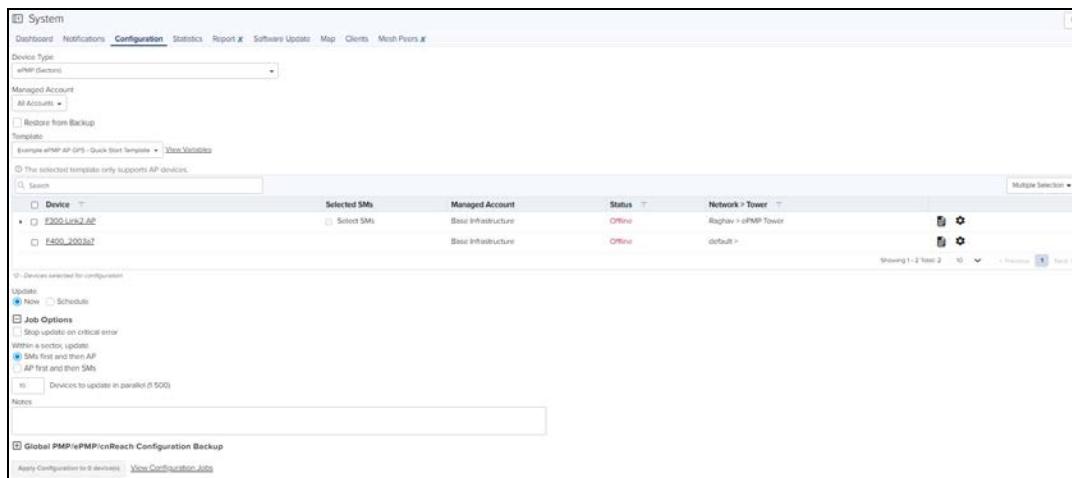 System
Dashboard Notifications Configuration Statistics Report Software Update Map Clients Mesh Peers
Device Type
ePMP (Sectors)
Managed Account
All Accounts
Restore from Backup
Template
Example ePMP AP GPS - Quick Start Template View Variables
The selected template only supports AP devices.
Search Multiple Selection
Device Selected SMs Managed Account Status Network > Tower
F300-Link2-AP Select SMs Base Infrastructure Offline Raghav > ePMP Tower
F400_2003a7 Base Infrastructure Offline default >
Showing 1 - 2 Total: 2 10 < Previous 1 Next
- Devices selected for configuration
Update
Now Schedule
Job Options
Stop update on critical error
Within a sector, update
SMs first and then AP
AP first and then SMs
10 Devices to update in parallel (1-500)
Notes
Global PMP/ePMP/cnReach Configuration Backup
Apply Configuration to 0 device(s) View Configuration Jobs